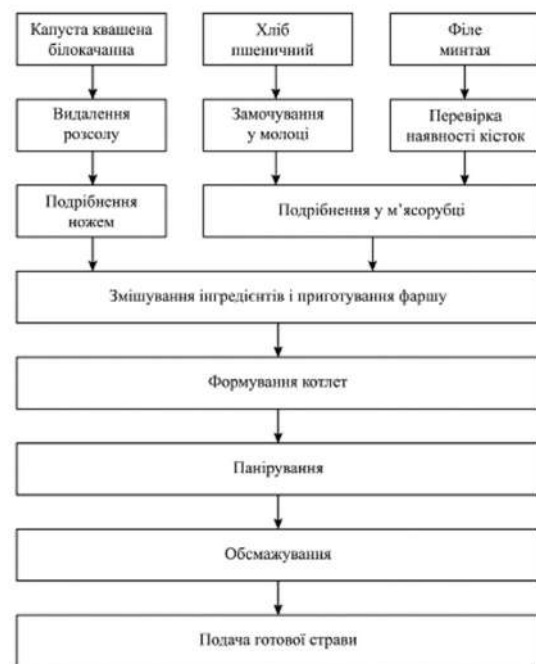 Капуста квашена
білокачанна
Хліб
пшеничний
Філе
минтая
Видалення
розсолу
Замочування
у молоці
Перевірка
наявності кісток
Подрібнення
ножем
Подрібнення у м’ясорубці
Змішування інгредієнтів і приготування фаршу
Формування котлет
Панірування
Обсмажування
Подача готової страви